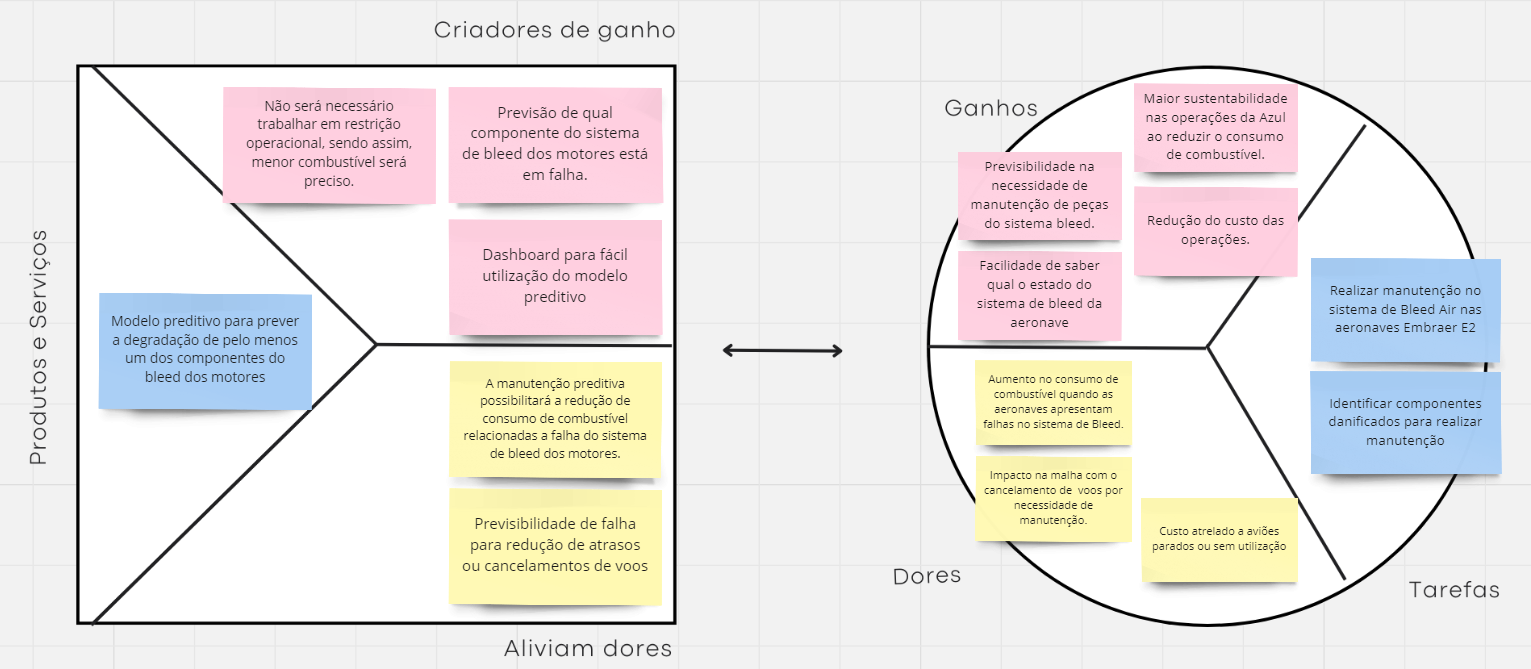 Criadores de ganho
Não será necessário
trabalhar em restrição
operacional, sendo assim,
menor combustível será
preciso.
Previsão de qual
componente do sistema
de bleed dos motores está
em falha.
Dashboard para fácil
utilização do modelo
preditivo
Produtos e Serviços
Modelo preditivo para prever
a degradação de pelo menos
um dos componentes do
bleed dos motores
A manutenção preditiva
possibilitará a redução de
consumo de combustível
relacionadas a falha do sistema
de bleed dos motores.
Previsibilidade de falha
para redução de atrasos
ou cancelamentos de voos
Aliviam dores
Ganhos
Maior sustentabilidade
nas operações da Azul
ao reduzir o consumo
de combustível.
Previsibilidade na
necessidade de
manutenção de peças
do sistema bleed.
Redução do custo das
operações.
Facilidade de saber
qual o estado do
sistema de bleed da
aeronave
Realizar manutenção no
sistema de Bleed Air nas
aeronaves Embraer E2
Identificar componentes
danificados para realizar
manutenção
Aumento no consumo de
combustível quando as
aeronaves apresentam
falhas no sistema de Bleed.
Impacto na malha com o
cancelamento de voos por
necessidade de
manutenção.
Custo atrelado a aviões
parados ou sem utilização
Dores
Tarefas